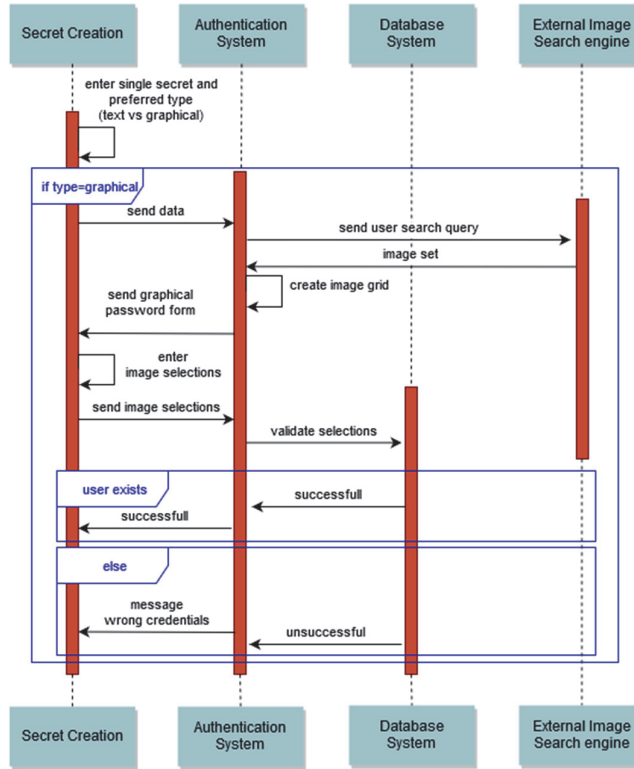 Secret Creation
Authentication
System
Database
System
External Image
Search engine
enter single secret and
preferred type
(text vs graphical)
if type=graphical
send data
send user search query
image set
create image grid
send graphical
password form
enter
image selections
send image selections
validate selections
user exists
successfull
successfull
else
message
wrong credentials
unsuccessful
Secret Creation
Authentication
System
Database
System
External Image
Search engine